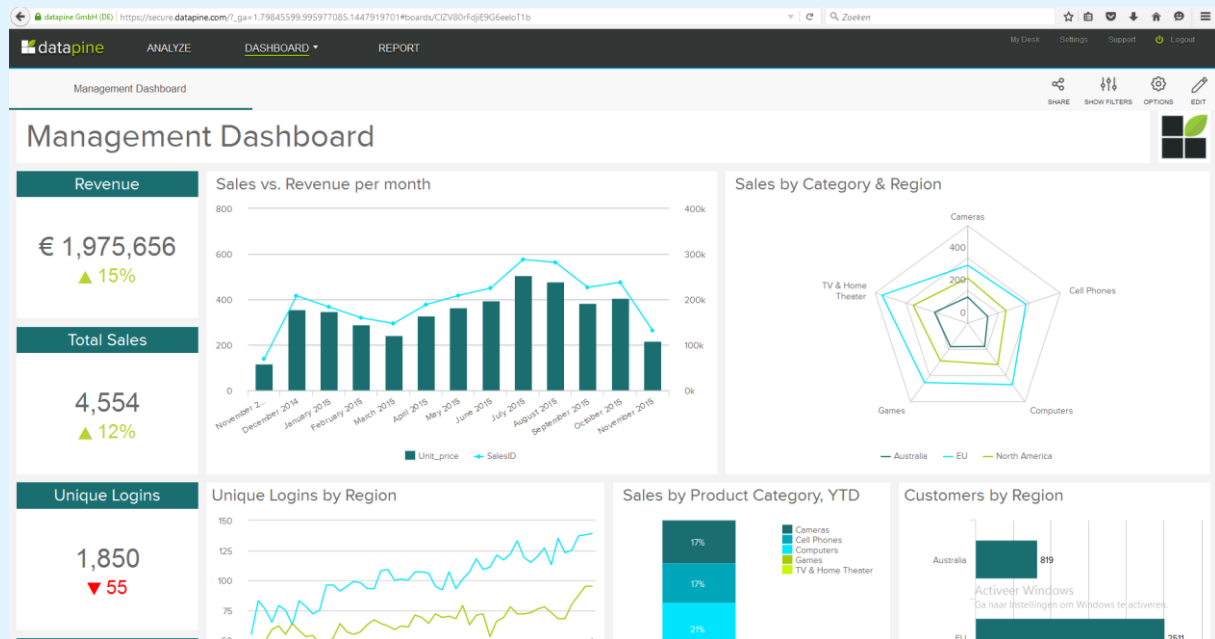 datapine GmbH (DE) https://secure.datapine.com/?_ga=1.79845599.995977085.1447919701#boards/CIZV80rFdjiE9G6eeloT1b
Zoeken
datapine
ANALYZE
DASHBOARD
REPORT
My Desk
Settings
Support
Logout
Management Dashboard
SHARE
SHOW FILTERS
OPTIONS
EDIT
Management Dashboard
Revenue
€ 1,975,656
▲ 15%
Total Sales
4,554
▲ 12%
Unique Logins
1,850
▼ 55
Sales vs. Revenue per month
800
600
400
200
0
400k
300k
200k
100k
0k
November 2...
December 2014
January 2015
February 2015
March 2015
April 2015
May 2015
June 2015
July 2015
August 2015
September 2015
October 2015
November 2015
Unit_price
SalesID
Sales by Category & Region
Cameras
400
200
0
TV & Home
Theater
Cell Phones
Games
Computers
Australia
EU
North America
Unique Logins by Region
150
125
100
75
Sales by Product Category, YTD
17%
17%
21%
Cameras
Cell Phones
Computers
Games
TV & Home Theater
Customers by Region
Australia
819
EU
2511
Activeer Windows
Ga naar Instellingen om Windows te activeren.